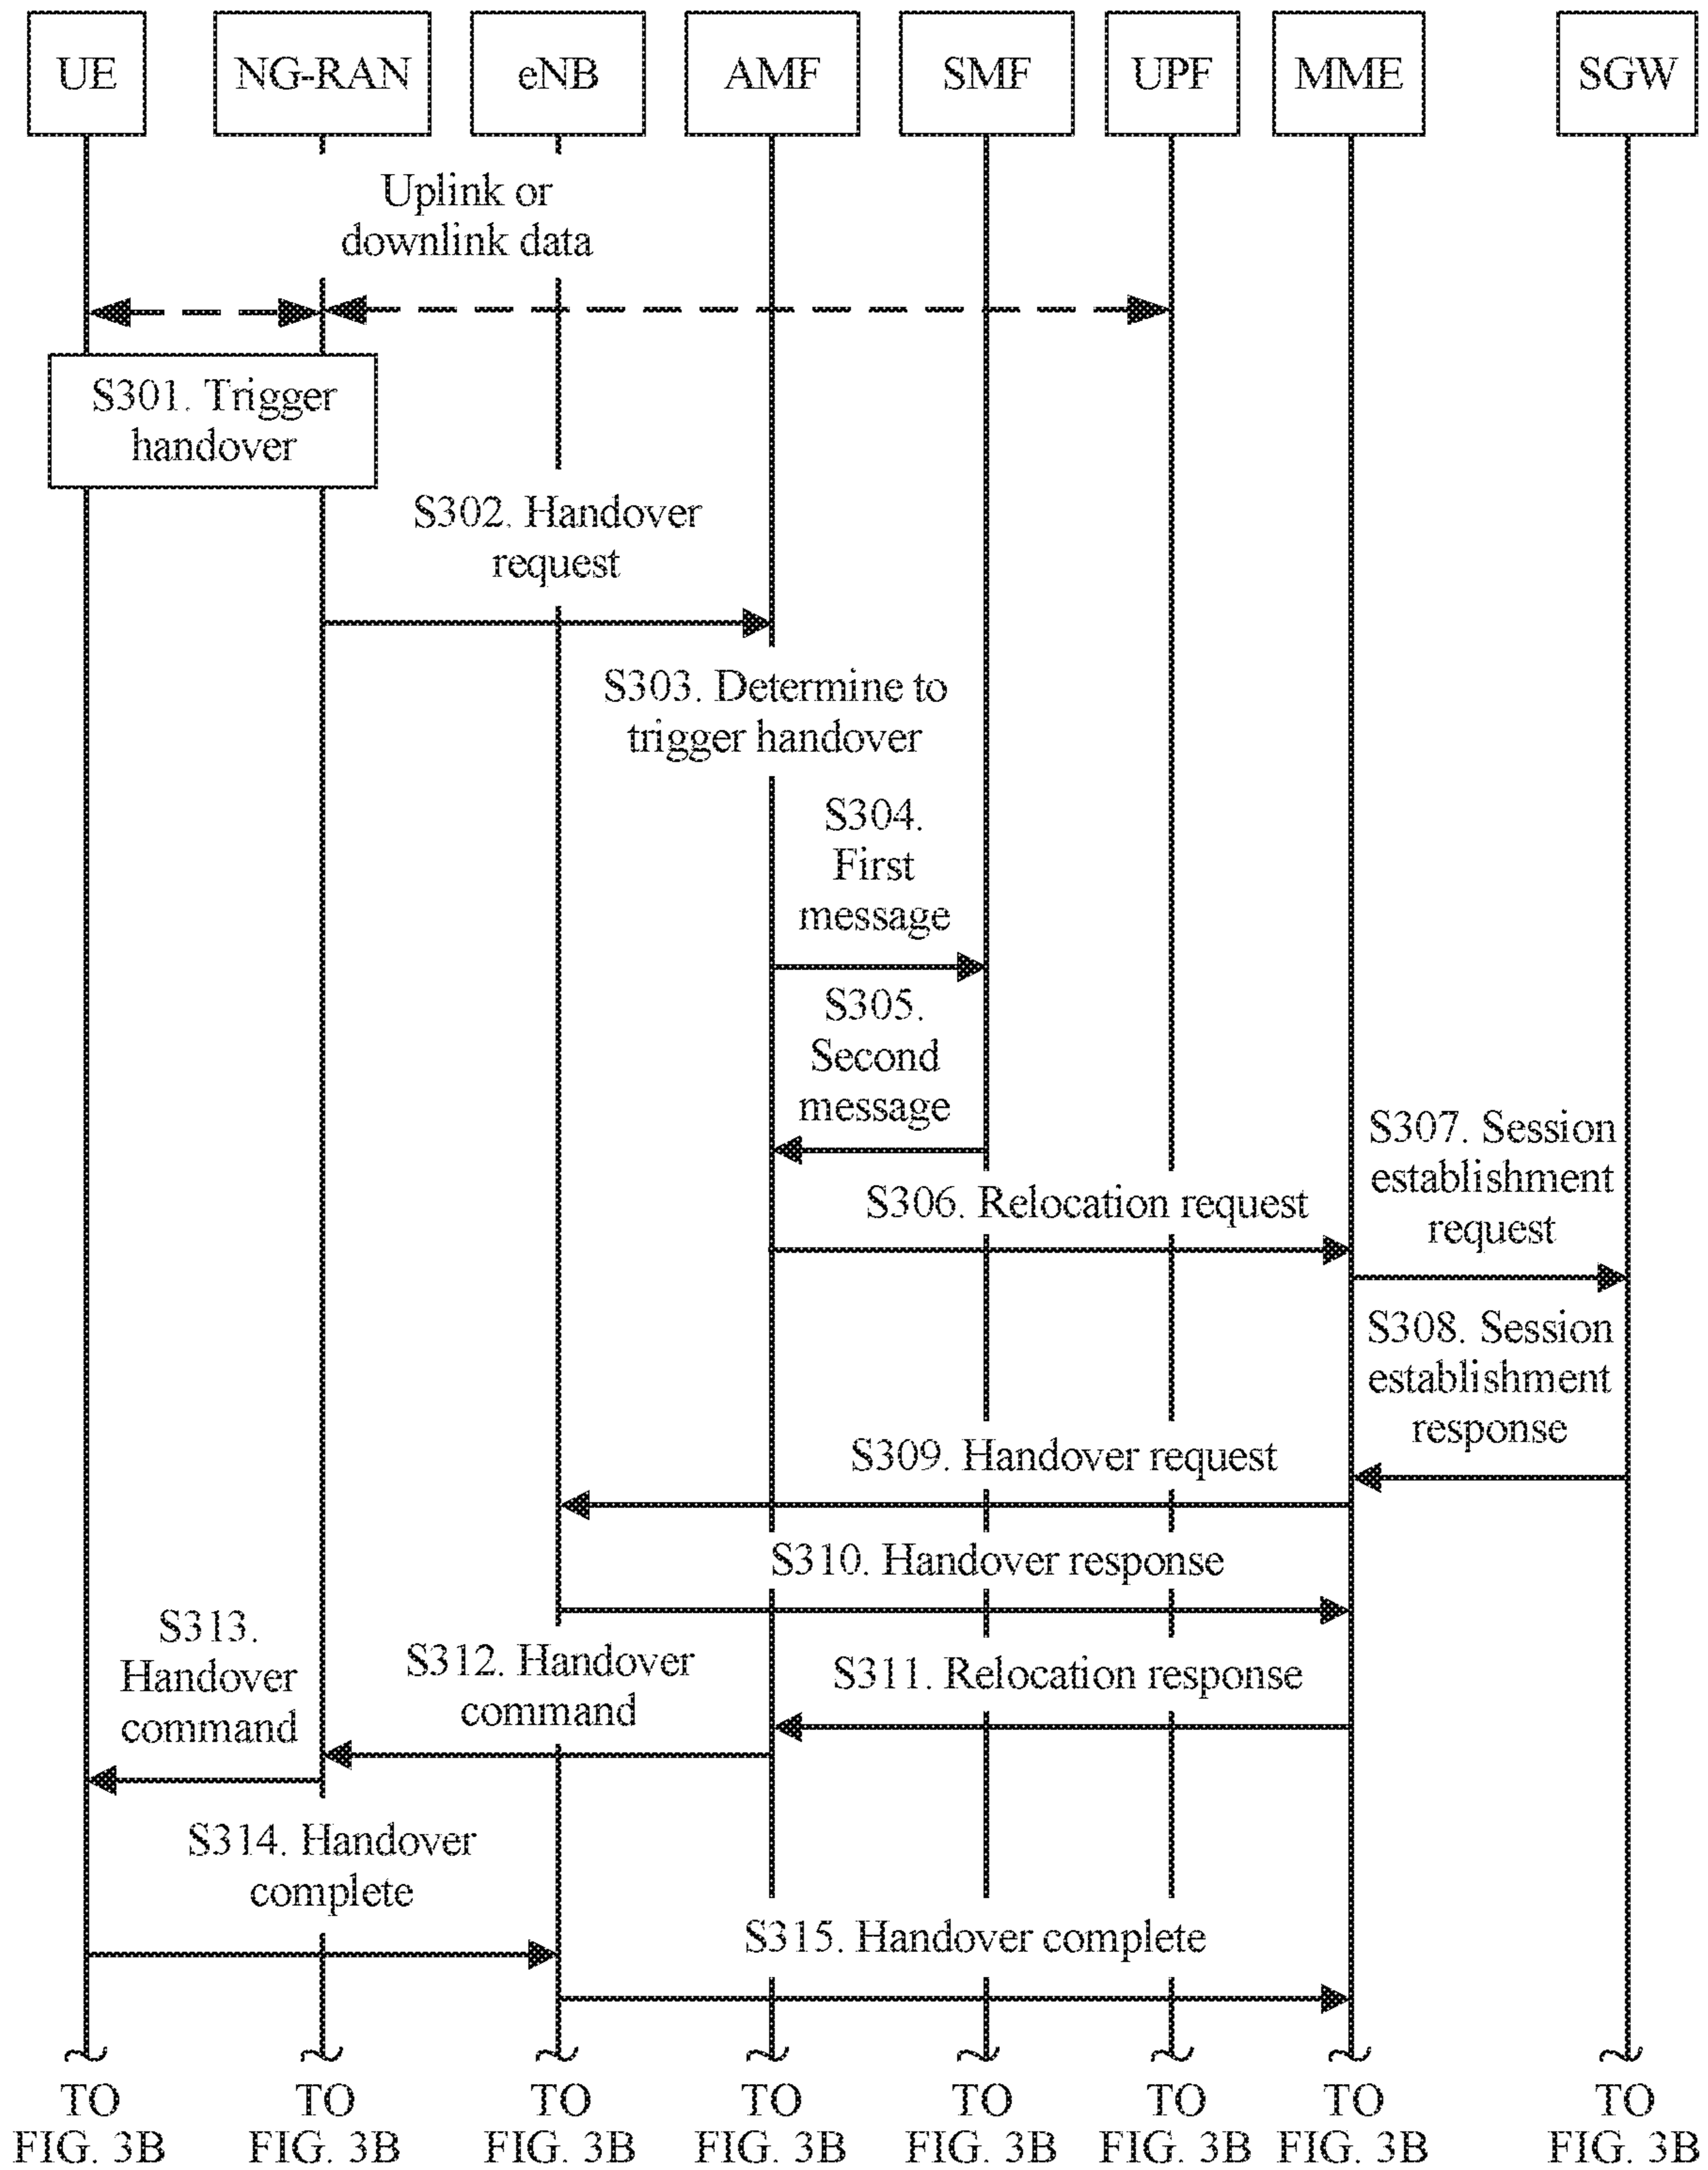 UE NG-RAN eNB AMF SMF UPF MME SGW
Uplink or
downlink data
S301. Trigger
handover
S302. Handover
request
S303. Determine to
trigger handover
S304.
First
message
S305.
Second
message
S306. Relocation request
S307. Session
establishment
request
S308. Session
establishment
response
S309. Handover request
S310. Handover response
S311. Relocation response
S312. Handover
command
S313.
Handover
command
S314. Handover
complete
S315. Handover complete
TO TO TO TO TO TO TO TO
FIG. 3B FIG. 3B FIG. 3B FIG. 3B FIG. 3B FIG. 3B FIG. 3B FIG. 3B